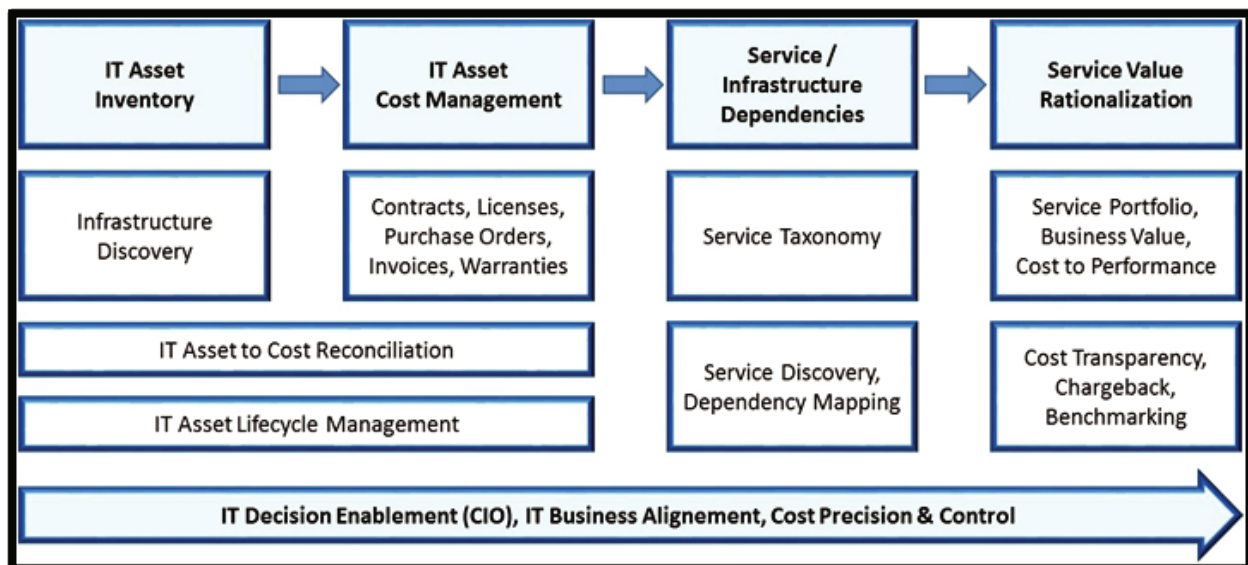 IT Asset
Inventory
IT Asset
Cost Management
Service /
Infrastructure
Dependencies
Service Value
Rationalization
Infrastructure
Discovery
Contracts, Licenses,
Purchase Orders,
Invoices, Warranties
Service Taxonomy
Service Portfolio,
Business Value,
Cost to Performance
IT Asset to Cost Reconciliation
IT Asset Lifecycle Management
Service Discovery,
Dependency Mapping
Cost Transparency,
Chargeback,
Benchmarking
IT Decision Enablement (CIO), IT Business Alignement, Cost Precision & Control